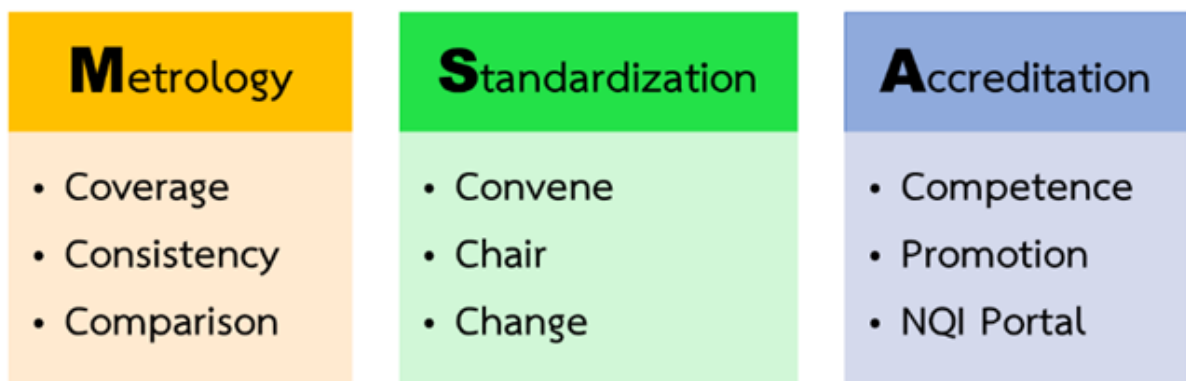 Metrology
• Coverage
• Consistency
• Comparison
Standardization
• Convene
• Chair
• Change
Accreditation
• Competence
• Promotion
• NQI Portal